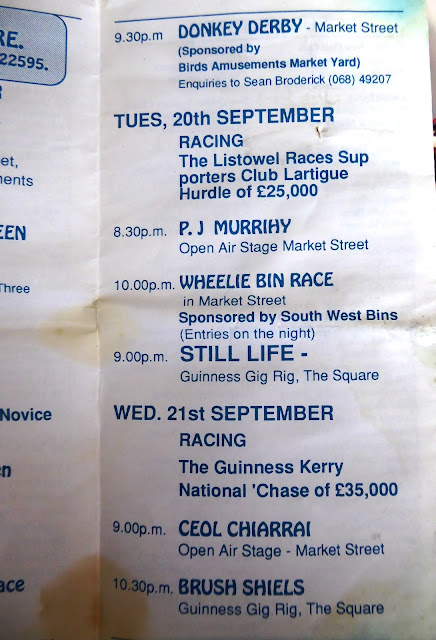 RE.
22595.
et,
ments
EEN
Three
Novice
en
ace
9.30p.m DONKEY DERBY - Market Street
(Sponsored by
Birds Amusements Market Yard)
Enquiries to Sean Broderick (068) 49207
TUES, 20th SEPTEMBER
RACING
The Listowel Races Sup
porters Club Lartigue
Hurdle of £25,000
8.30p.m. P.J MURRIHY
Open Air Stage Market Street
10.00p.m. WHEELIE BIN RACE
in Market Street
Sponsored by South West Bins
(Entries on the night)
9.00p.m. STILL LIFE -
Guinness Gig Rig, The Square
WED. 21st SEPTEMBER
RACING
The Guinness Kerry
National 'Chase of £35,000
9.00p.m. CEOL CHIARRAI
Open Air Stage - Market Street
10.30p.m. BRUSH SHIELS
Guinness Gig Rig, The Square